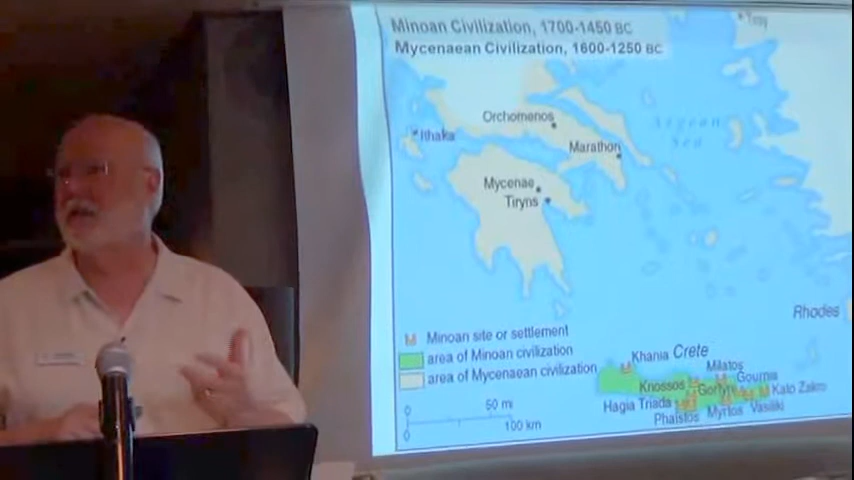 Minoan Civilization, 1700-1450 BC
Mycenaean Civilization, 1600-1250 BC
Troy
Orchomenos
Ithaka
Aegean
Sea
Marathon
Mycenae
Tiryns
Rhodes
Minoan site or settlement
area of Minoan civilization
area of Mycenaean civilization
Khania
Crete
Milatos
Knossos
Gortyn
Gournia
Kato Zakro
Hagia Triada
Phaistos
Myrtos
Vasiliki
0
50 mi
0
100 km